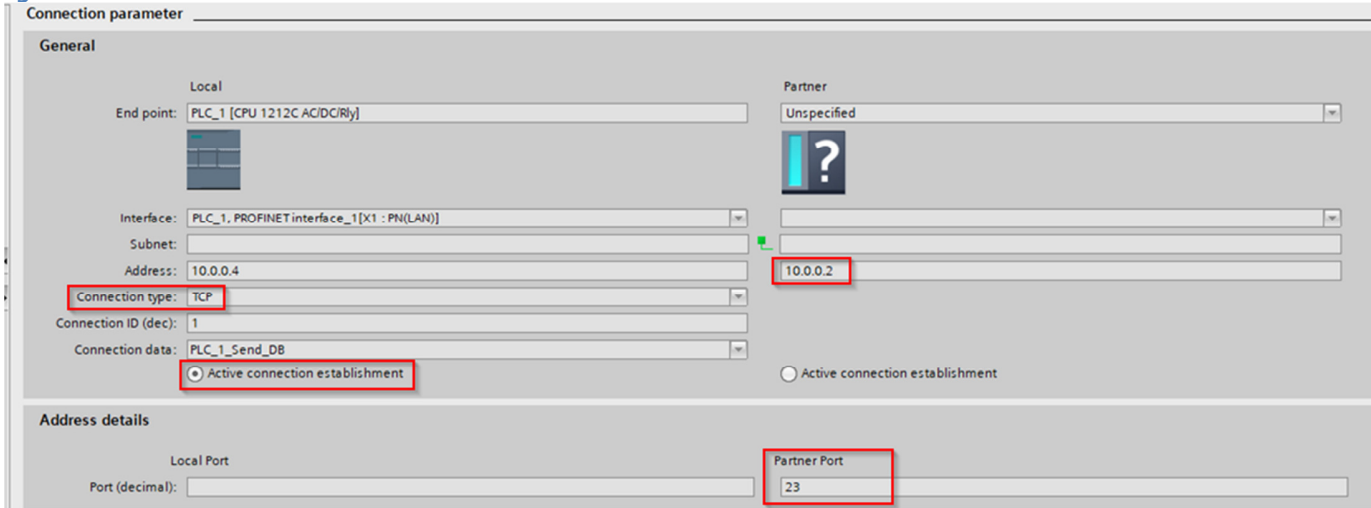 Connection parameter
General
Local Partner
End point: PLC_1 [CPU 1212C AC/DC/Rly] Unspecified
?
Interface: PLC_1, PROFINET interface_1[X1 : PN(LAN)]
Subnet:
Address: 10.0.0.4 10.0.0.2
Connection type: TCP
Connection ID (dec): 1
Connection data: PLC_1_Send_DB
Active connection establishment Active connection establishment
Address details
Local Port Partner Port
Port (decimal): 23